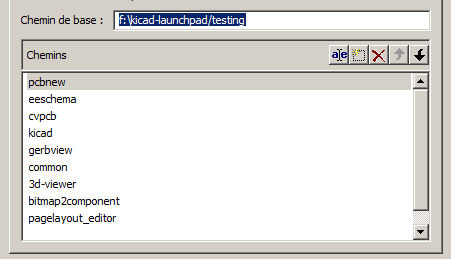 Chemin de base : f:\kicad-launchpad/testing
Chemins
pcbnew
eeschema
cvpcb
kicad
gerbview
common
3d-viewer
bitmap2component
pagelayout_editor